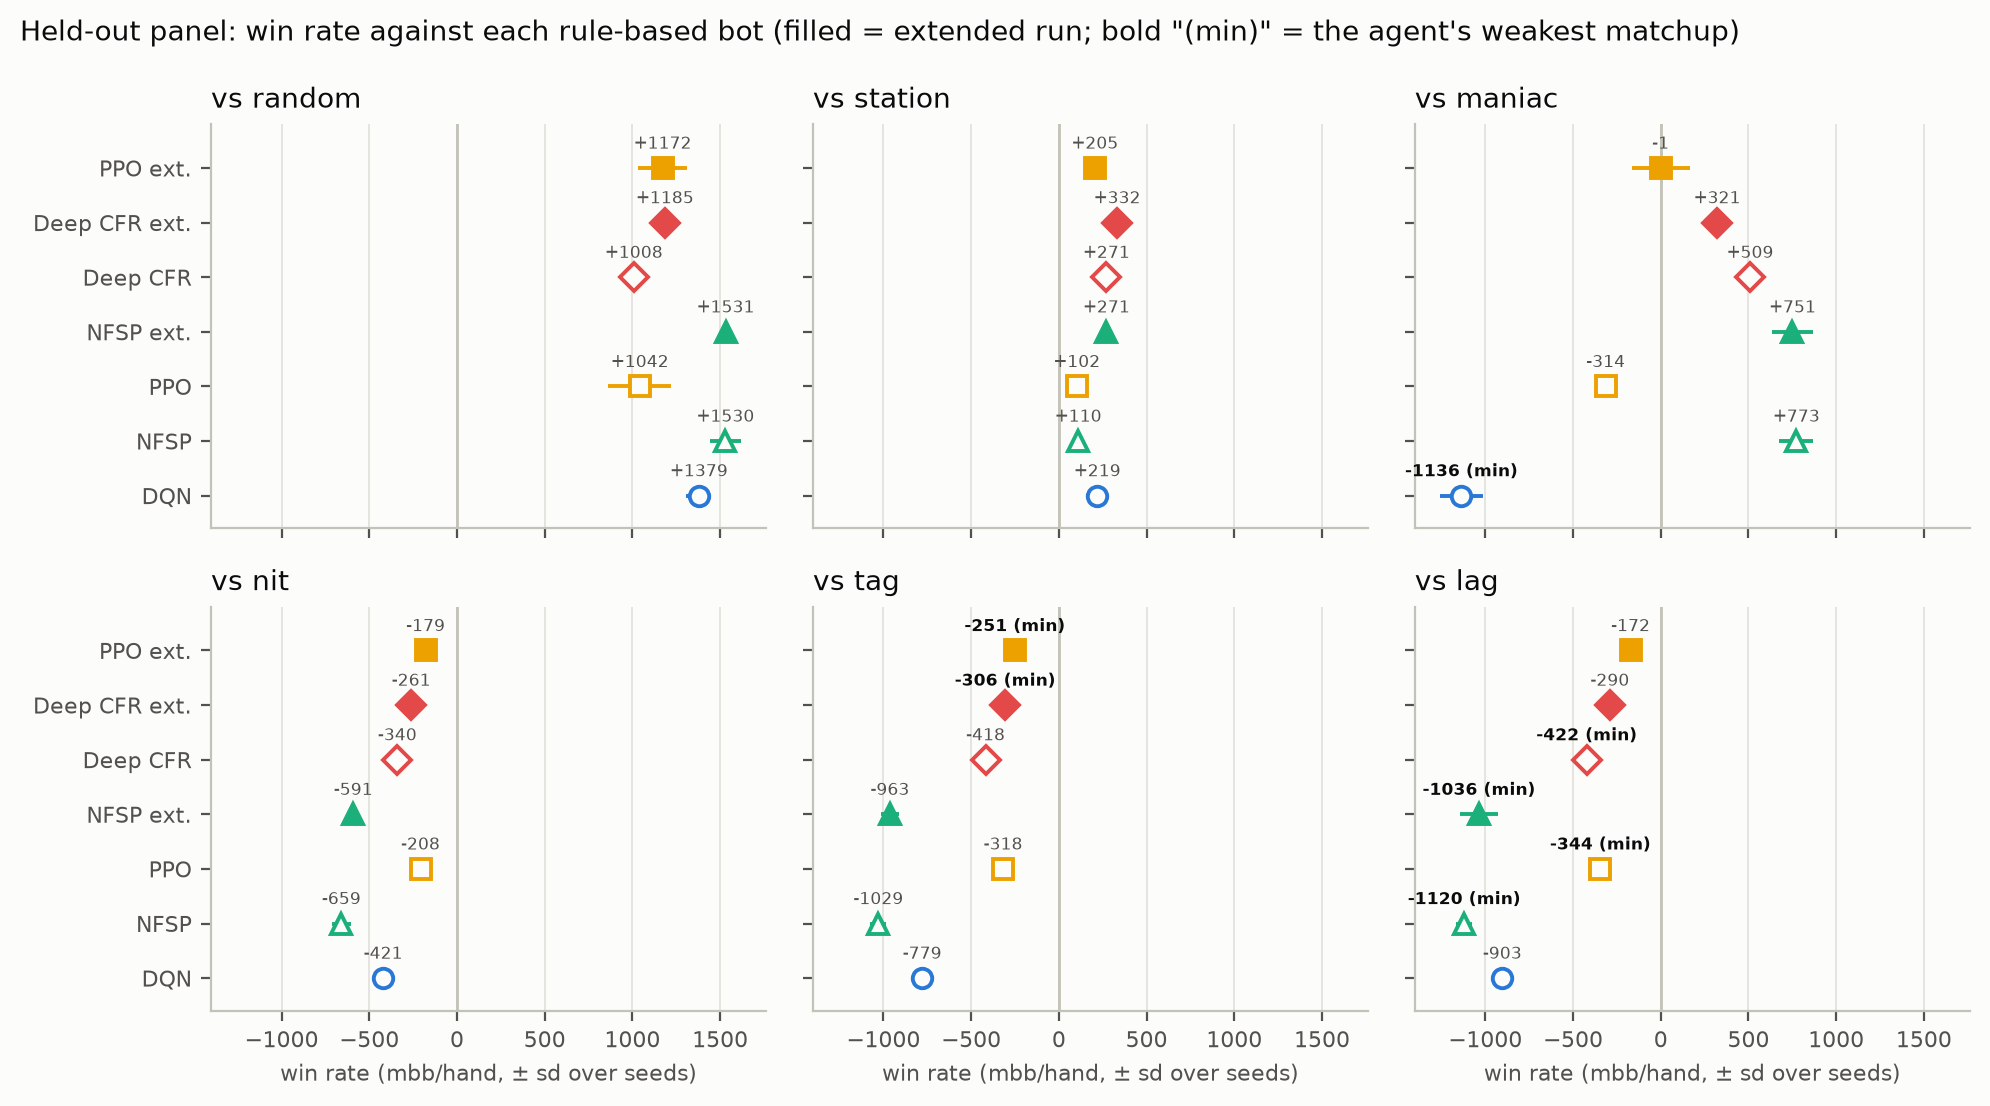 Held-out panel: win rate against each rule-based bot (filled = extended run; bold "(min)" = the agent's weakest matchup)
vs random
PPO ext.
Deep CFR ext.
Deep CFR
NFSP ext.
PPO
NFSP
DQN
+1172
+1185
+1008
+1531
+1042
+1530
+1379
vs station
+205
+332
+271
+271
+102
+110
+219
vs maniac
-1
+321
+509
+751
-314
+773
-1136 (min)
vs nit
PPO ext.
Deep CFR ext.
Deep CFR
NFSP ext.
PPO
NFSP
DQN
-179
-261
-340
-591
-208
-659
-421
−1000 −500 0 500 1000 1500
win rate (mbb/hand, ± sd over seeds)
vs tag
-251 (min)
-306 (min)
-418
-963
-318
-1029
-779
−1000 −500 0 500 1000 1500
win rate (mbb/hand, ± sd over seeds)
vs lag
-172
-290
-422 (min)
-1036 (min)
-344 (min)
-1120 (min)
-903
−1000 −500 0 500 1000 1500
win rate (mbb/hand, ± sd over seeds)